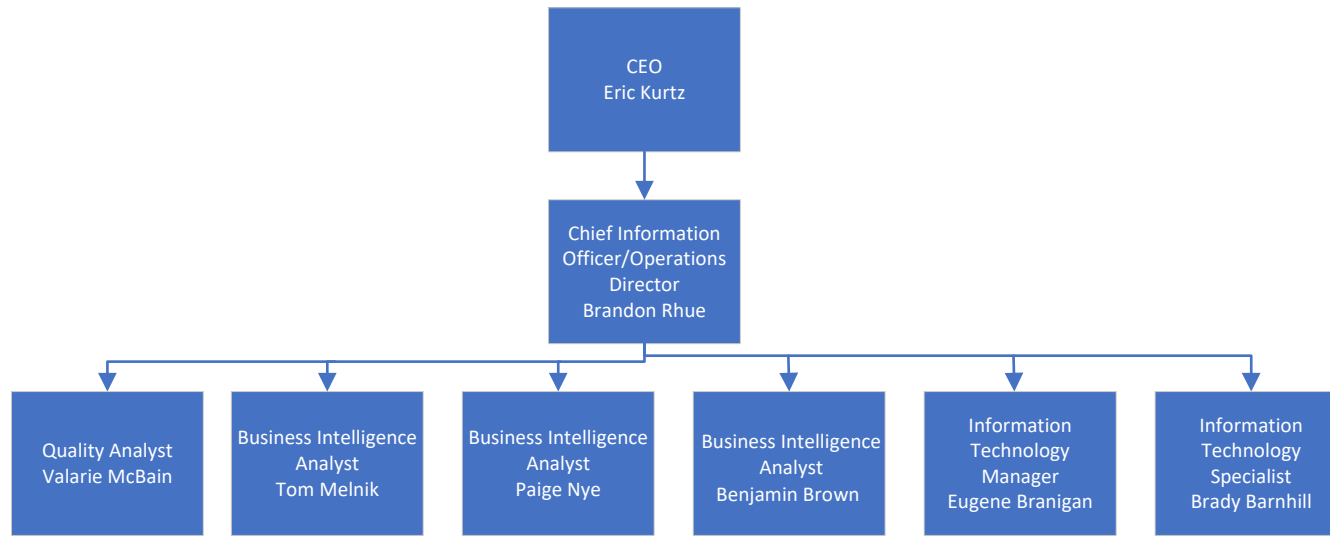 CEO
Eric Kurtz
Chief Information
Officer/Operations
Director
Brandon Rhue
Quality Analyst
Valarie McBain
Business Intelligence
Analyst
Tom Melnik
Business Intelligence
Analyst
Paige Nye
Business Intelligence
Analyst
Benjamin Brown
Information
Technology
Manager
Eugene Branigan
Information
Technology
Specialist
Brady Barnhill